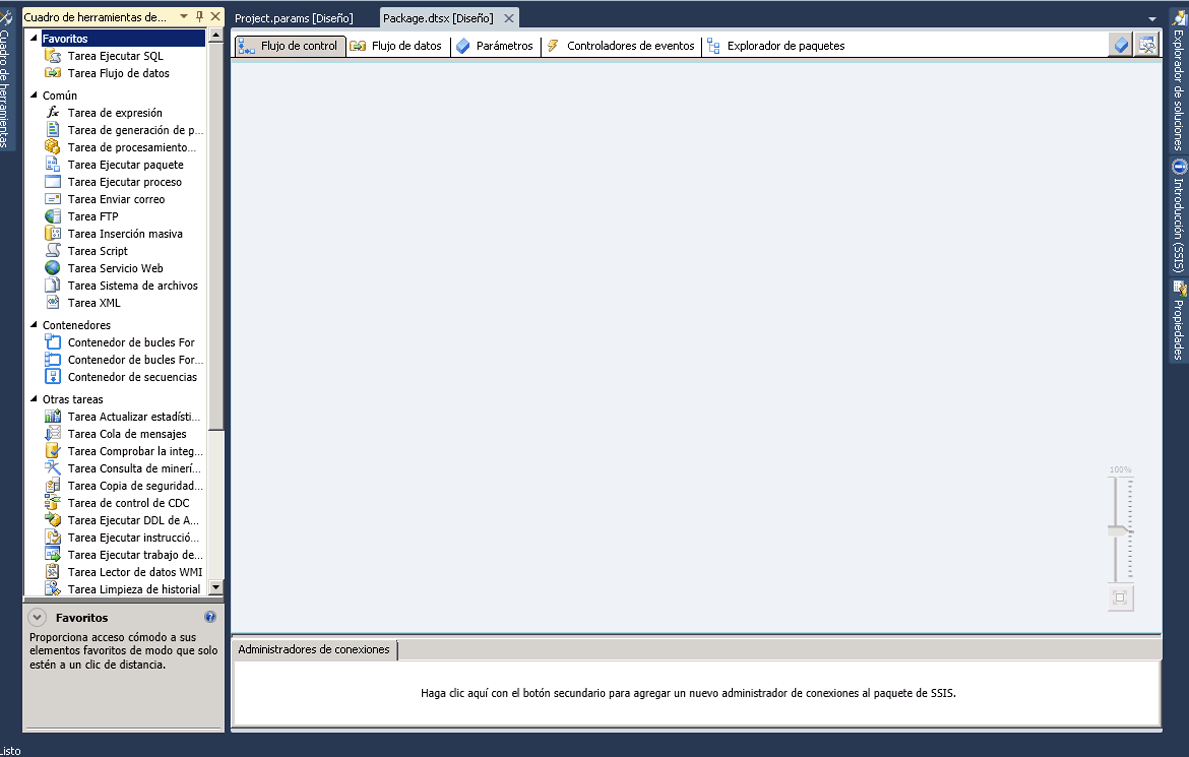 Cuadro de herramientas de...
Project.params [Diseño]
Package.dtsx [Diseño]
Cuadro de herramientas
Favoritos
Tarea Ejecutar SQL
Tarea Flujo de datos
Común
Tarea de expresión
Tarea de generación de p...
Tarea de procesamiento...
Tarea Ejecutar paquete
Tarea Ejecutar proceso
Tarea Enviar correo
Tarea FTP
Tarea Inserción masiva
Tarea Script
Tarea Servicio Web
Tarea Sistema de archivos
Tarea XML
Contenedores
Contenedor de bucles For
Contenedor de bucles For...
Contenedor de secuencias
Otras tareas
Tarea Actualizar estadísti...
Tarea Cola de mensajes
Tarea Comprobar la integ...
Tarea Consulta de minerí...
Tarea Copia de seguridad...
Tarea de control de CDC
Tarea Ejecutar DDL de A...
Tarea Ejecutar instrucció...
Tarea Ejecutar trabajo de...
Tarea Lector de datos WMI
Tarea Limpieza de historial
Favoritos
Proporciona acceso cómodo a sus
elementos favoritos de modo que solo
estén a un clic de distancia.
Flujo de control
Flujo de datos
Parámetros
Controladores de eventos
Explorador de paquetes
100%
Administradores de conexiones
Haga clic aquí con el botón secundario para agregar un nuevo administrador de conexiones al paquete de SSIS.
Explorador de soluciones
Introducción (SSIS)
Propiedades
Listo